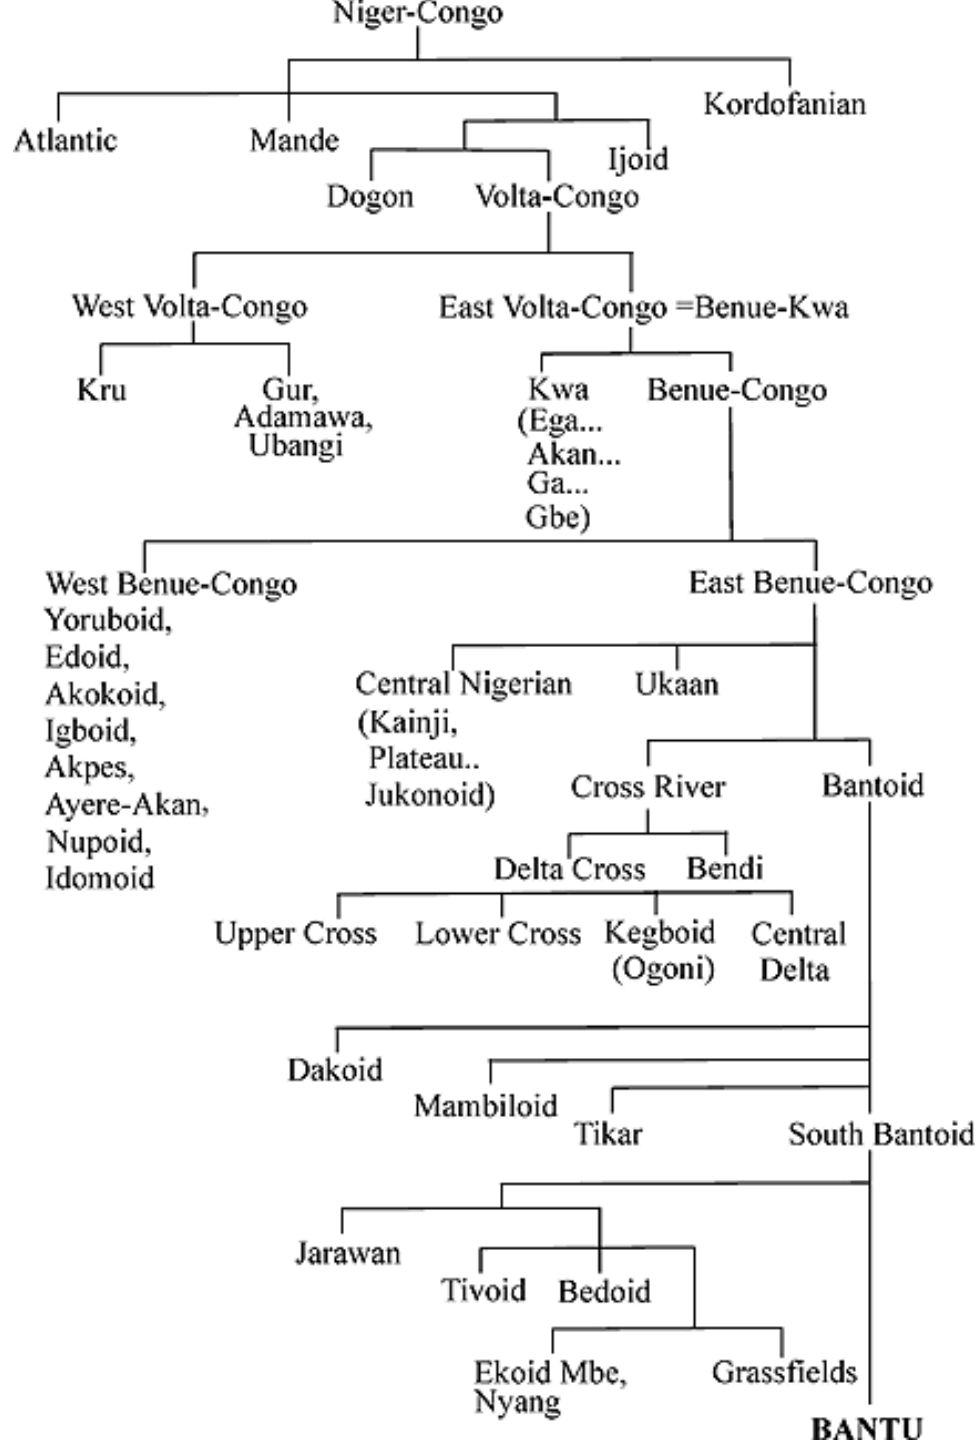 Niger-Congo
Kordofanian
Atlantic
Mande
Ijoid
Dogon
Volta-Congo
West Volta-Congo
East Volta-Congo =Benue-Kwa
Kru
Gur,
Adamawa,
Ubangi
Kwa
(Ega...
Akan...
Ga...
Gbe)
Benue-Congo
West Benue-Congo
Yoruboid,
Edoid,
Akokoid,
Igboid,
Akpes,
Ayere-Akan,
Nupoid,
Idomoid
East Benue-Congo
Central Nigerian
(Kainji,
Plateau..
Jukonoid)
Ukaan
Cross River
Bantoid
Delta Cross
Bendi
Upper Cross
Lower Cross
Kegboid
(Ogoni)
Central
Delta
Dakoid
Mambiloid
Tikar
South Bantoid
Jarawan
Tivoid
Bedoid
Ekoid Mbe,
Nyang
Grassfields
BANTU